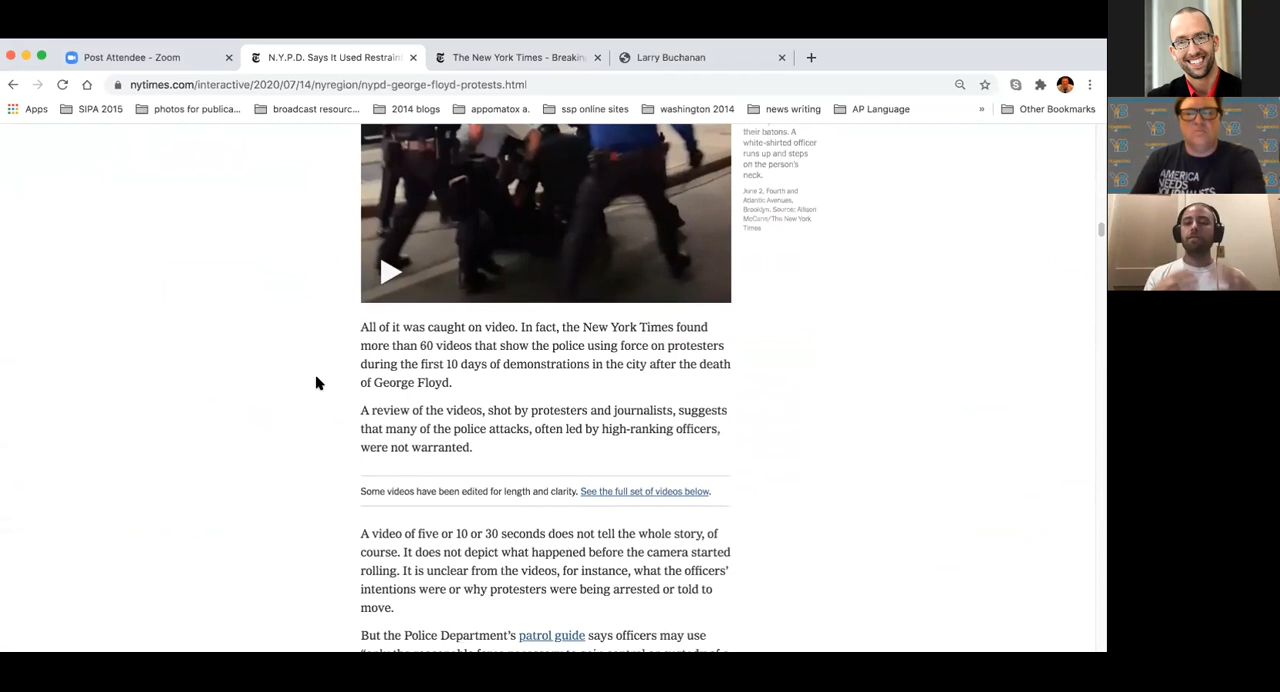 Post Attendee - Zoom
N.Y.P.D. Says It Used Restrain
The New York Times - Breakin
Larry Buchanan
nytimes.com/interactive/2020/07/14/nyregion/nypd-george-floyd-protests.html
Apps
SIPA 2015
photos for publica...
broadcast resourc...
2014 blogs
appomatox a.
ssp online sites
washington 2014
news writing
AP Language
»
Other Bookmarks
their batons. A
white-shirted officer
runs up and steps
on the person's
neck.
June 2, Fourth and
Atlantic Avenues,
Brooklyn. Source: Allison
McCann/The New York
Times
All of it was caught on video. In fact, the New York Times found
more than 60 videos that show the police using force on protesters
during the first 10 days of demonstrations in the city after the death
of George Floyd.
A review of the videos, shot by protesters and journalists, suggests
that many of the police attacks, often led by high-ranking officers,
were not warranted.
Some videos have been edited for length and clarity. See the full set of videos below.
A video of five or 10 or 30 seconds does not tell the whole story, of
course. It does not depict what happened before the camera started
rolling. It is unclear from the videos, for instance, what the officers'
intentions were or why protesters were being arrested or told to
move.
But the Police Department's patrol guide says officers may use
YB
AMERICA
NEEDS
JOURNALISTS